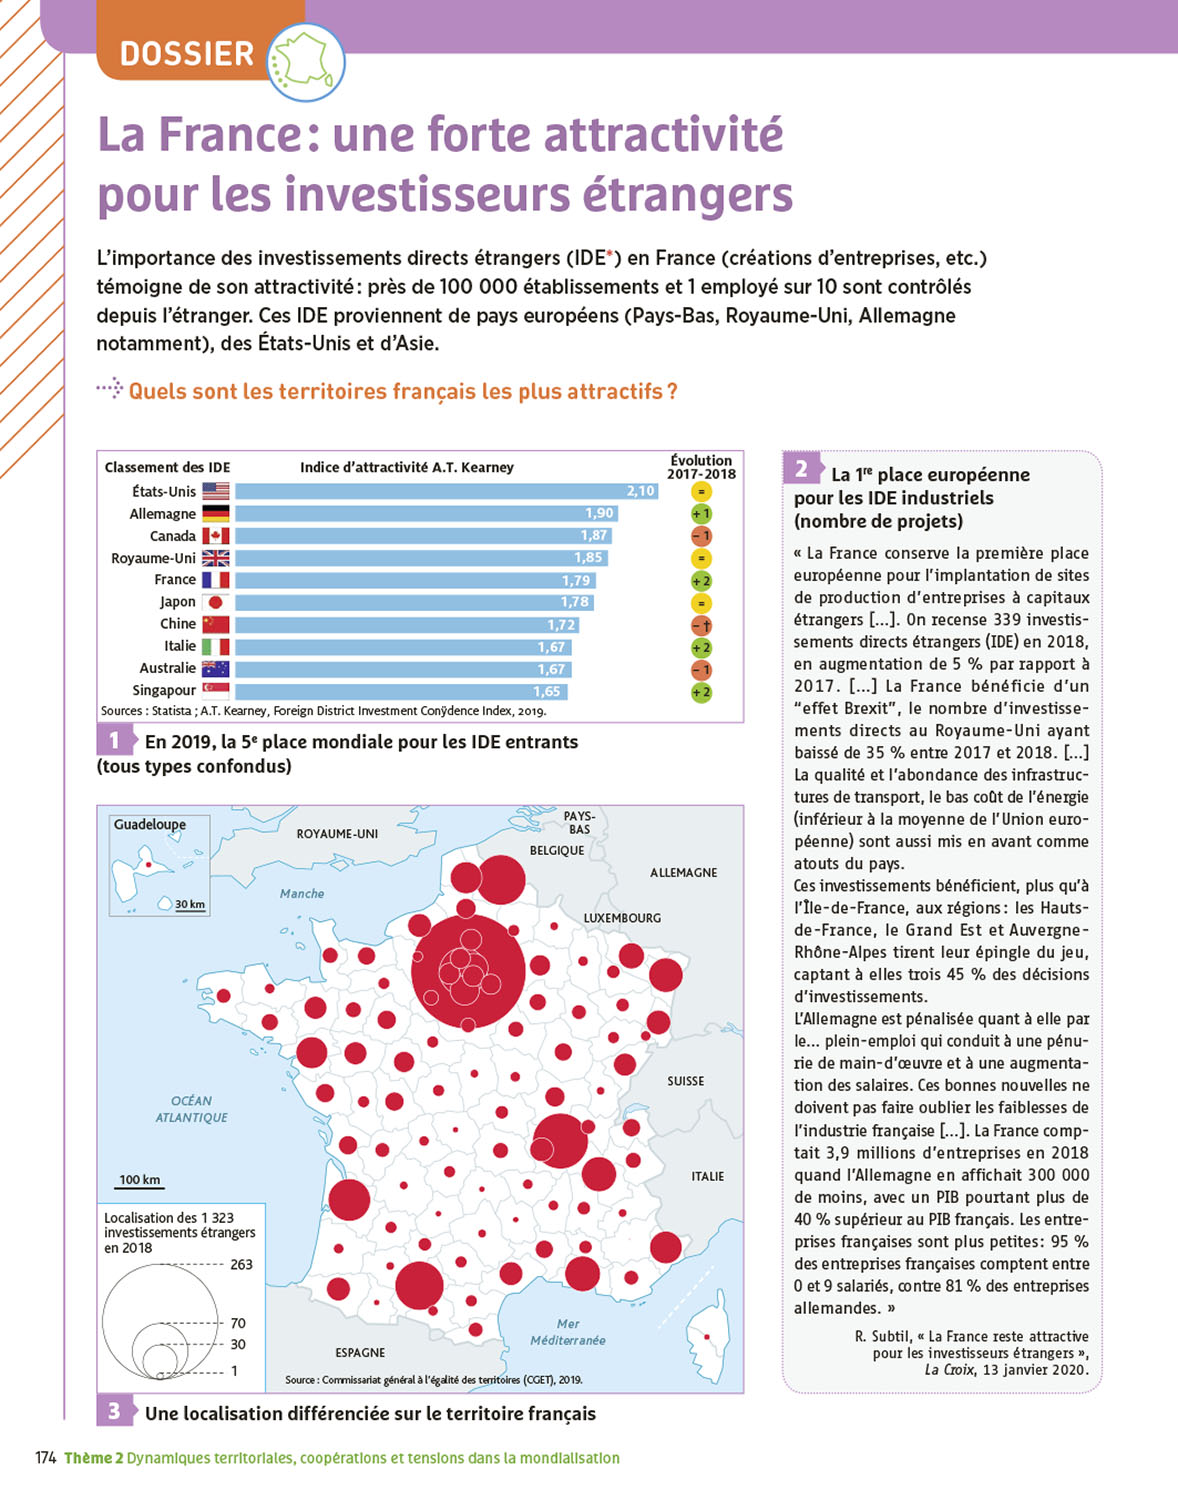 DOSSIER
La France : une forte attractivité
pour les investisseurs étrangers
L'importance des investissements directs étrangers (IDE*) en France (créations d'entreprises, etc.)
témoigne de son attractivité : près de 100 000 établissements et 1 employé sur 10 sont contrôlés
depuis l'étranger. Ces IDE proviennent de pays européens (Pays-Bas, Royaume-Uni, Allemagne
notamment), des États-Unis et d'Asie.
Quels sont les territoires français les plus attractifs ?
Classement des IDE Indice d'attractivité A.T. Kearney Évolution
2017-2018
États-Unis 2,10 =
Allemagne 1,90 + 1
Canada 1,87 – 1
Royaume-Uni 1,85 =
France 1,79 + 2
Japon 1,78 =
Chine 1,72 – †
Italie 1,67 + 2
Australie 1,67 – 1
Singapour 1,65 + 2
Sources : Statista ; A.T. Kearney, Foreign District Investment Conÿdence Index, 2019.
1 En 2019, la 5e place mondiale pour les IDE entrants
(tous types confondus)
Guadeloupe
30 km
ROYAUME-UNI
PAYS-
BAS
BELGIQUE
ALLEMAGNE
Manche
LUXEMBOURG
SUISSE
OCÉAN
ATLANTIQUE
ITALIE
100 km
Localisation des 1 323
investissements étrangers
en 2018
263
70
30
1
Mer
Méditerranée
ESPAGNE
Source : Commissariat général à l'égalité des territoires (CGET), 2019.
3 Une localisation différenciée sur le territoire français
2 La 1re place européenne
pour les IDE industriels
(nombre de projets)
« La France conserve la première place
européenne pour l'implantation de sites
de production d'entreprises à capitaux
étrangers [...]. On recense 339 investis-
sements directs étrangers (IDE) en 2018,
en augmentation de 5 % par rapport à
2017. [...] La France bénéficie d'un
“effet Brexit”, le nombre d'investisse-
ments directs au Royaume-Uni ayant
baissé de 35 % entre 2017 et 2018. [...]
La qualité et l'abondance des infrastruc-
tures de transport, le bas coût de l'énergie
(inférieur à la moyenne de l'Union euro-
péenne) sont aussi mis en avant comme
atouts du pays.
Ces investissements bénéficient, plus qu'à
l'Île-de-France, aux régions : les Hauts-
de-France, le Grand Est et Auvergne-
Rhône-Alpes tirent leur épingle du jeu,
captant à elles trois 45 % des décisions
d'investissements.
L'Allemagne est pénalisée quant à elle par
le... plein-emploi qui conduit à une pénu-
rie de main-d'œuvre et à une augmenta-
tion des salaires. Ces bonnes nouvelles ne
doivent pas faire oublier les faiblesses de
l'industrie française [...]. La France comp-
tait 3,9 millions d'entreprises en 2018
quand l'Allemagne en affichait 300 000
de moins, avec un PIB pourtant plus de
40 % supérieur au PIB français. Les entre-
prises françaises sont plus petites : 95 %
des entreprises françaises comptent entre
0 et 9 salariés, contre 81 % des entreprises
allemandes. »
R. Subtil, « La France reste attractive
pour les investisseurs étrangers »,
La Croix, 13 janvier 2020.
174 Thème 2 Dynamiques territoriales, coopérations et tensions dans la mondialisation